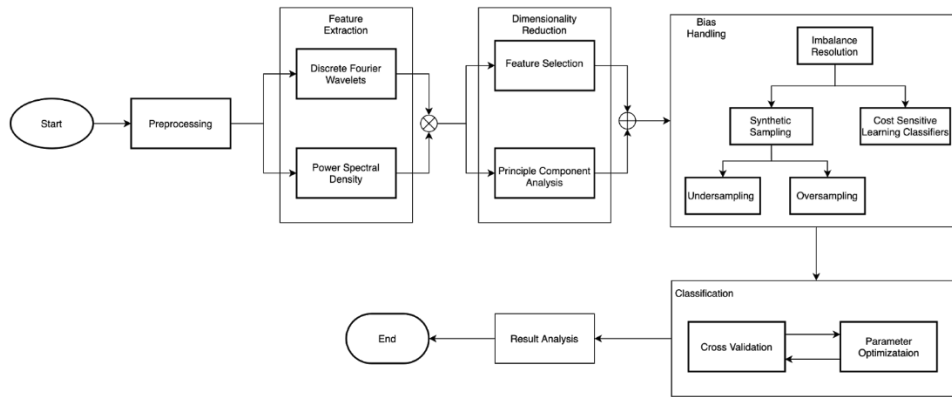 Feature
Extraction
Dimensionality
Reduction
Bias
Handling
Imbalance
Resolution
Discrete Fourier
Wavelets
Feature Selection
Start
Preprocessing
Synthetic
Sampling
Cost Sensitive
Learning Classifiers
Power Spectral
Density
Principle Component
Analysis
Undersampling
Oversampling
Classification
End
Result Analysis
Cross Validation
Parameter
Optimizataion